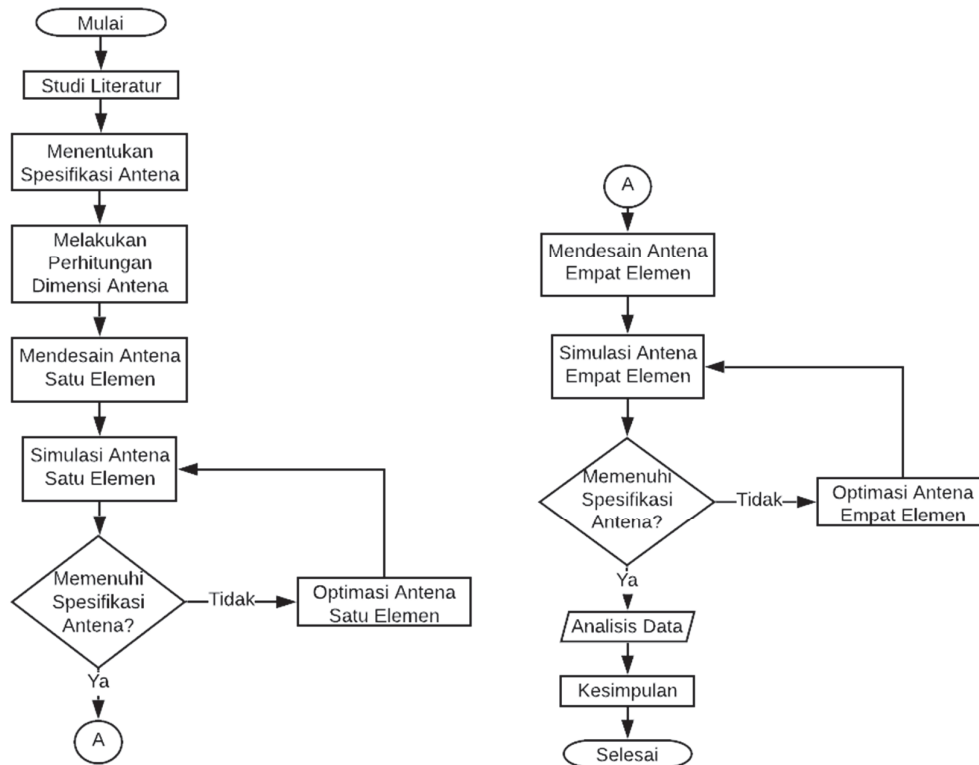 Mulai
Studi Literatur
Menentukan
Spesifikasi Antena
Melakukan
Perhitungan
Dimensi Antena
Mendesain Antena
Satu Elemen
Simulasi Antena
Satu Elemen
Memenuhi
Spesifikasi
Antena?
Tidak
Optimasi Antena
Satu Elemen
Ya
A
A
Mendesain Antena
Empat Elemen
Simulasi Antena
Empat Elemen
Memenuhi
Spesifikasi
Antena?
Tidak
Optimasi Antena
Empat Elemen
Ya
Analisis Data
Kesimpulan
Selesai